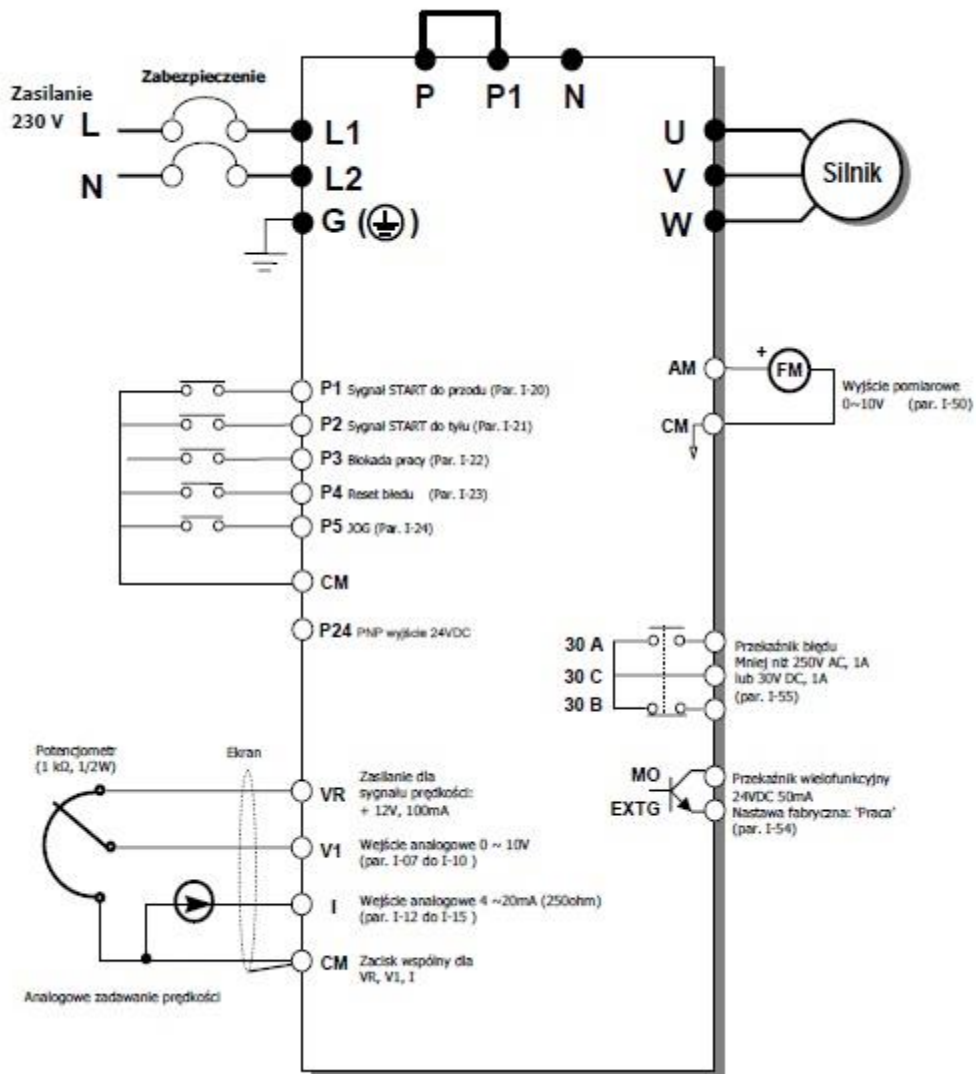 P P1 N
Zabezpieczenie
Zasilanie
230 V L
N
L1
L2
G ( )
U
V
W
Silnik
P1 Sygnał START do przodu (Par. I-20)
P2 Sygnał START do tyłu (Par. I-21)
P3 Blokada pracy (Par. I-22)
P4 Reset błedu (Par. I-23)
P5 JOG (Par. I-24)
CM
P24 PNP wyjście 24VDC
AM
+
FM
CM
Wyjście pomiarowe
0~10V (par. I-50)
30 A
30 C
30 B
Przekaźnik błędu
Mniej niż 250V AC, 1A
lub 30V DC, 1A
(par. I-55)
MO
EXTG
Przekaźnik wielofunkcyjny
24VDC 50mA
Nastawa fabryczna: 'Praca'
(par. I-54)
Potencjometr
(1 kΩ, 1/2W)
Ekran
VR
Zasilanie dla
sygnału prędkości:
+ 12V, 100mA
V1
Wejście analogowe 0 ~ 10V
(par. I-07 do I-10 )
I
Wejście analogowe 4 ~20mA (250ohm)
(par. I-12 do I-15 )
CM
Zacisk wspólny dla
VR, V1, I
Analogowe zadawanie prędkości